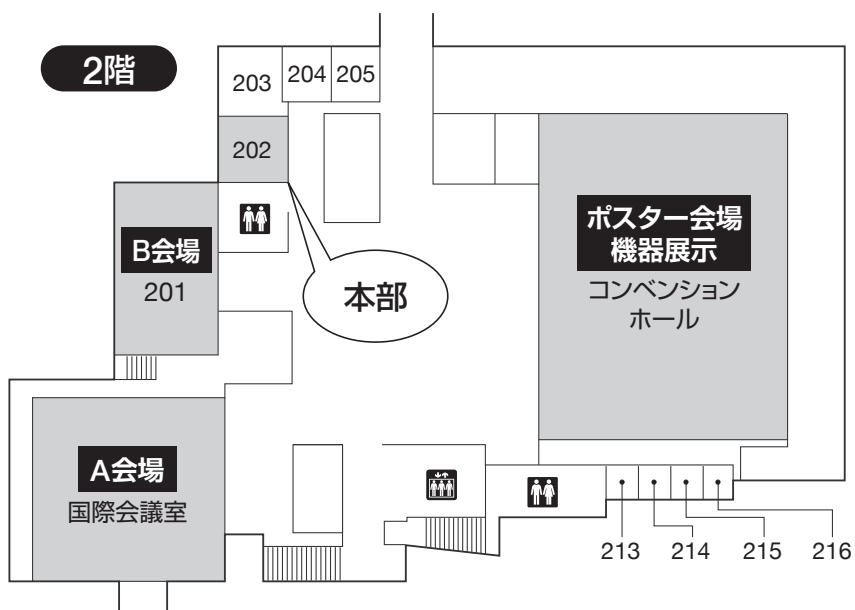 2階
203
204
205
202
B会場
201
本部
ポスター会場
機器展示
コンベンション
ホール
A会場
国際会議室
213
214
215
216